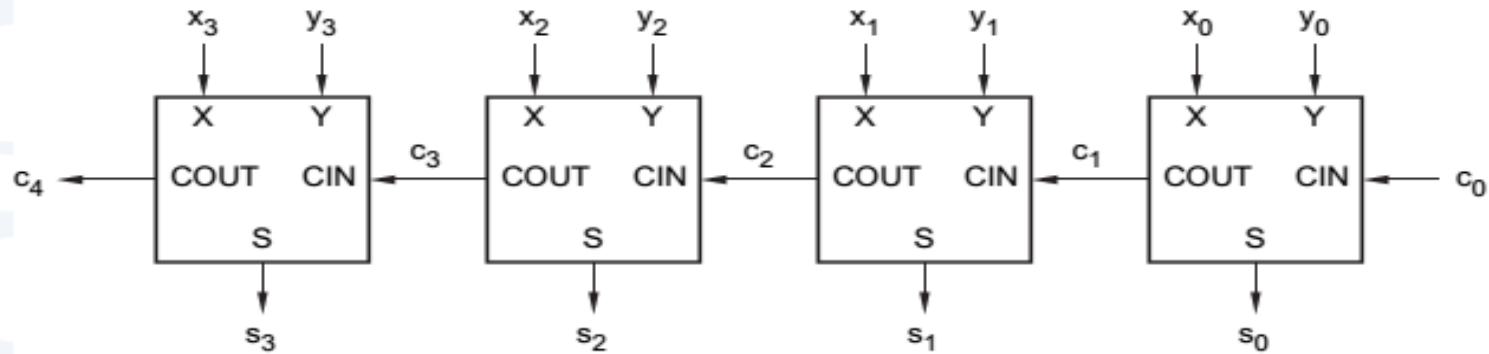 x₃ y₃ x₂ y₂ x₁ y₁ x₀ y₀
X Y X Y X Y X Y
c₄ COUT CIN c₃ COUT CIN c₂ COUT CIN c₁ COUT CIN c₀
S S S S
s₃ s₂ s₁ s₀